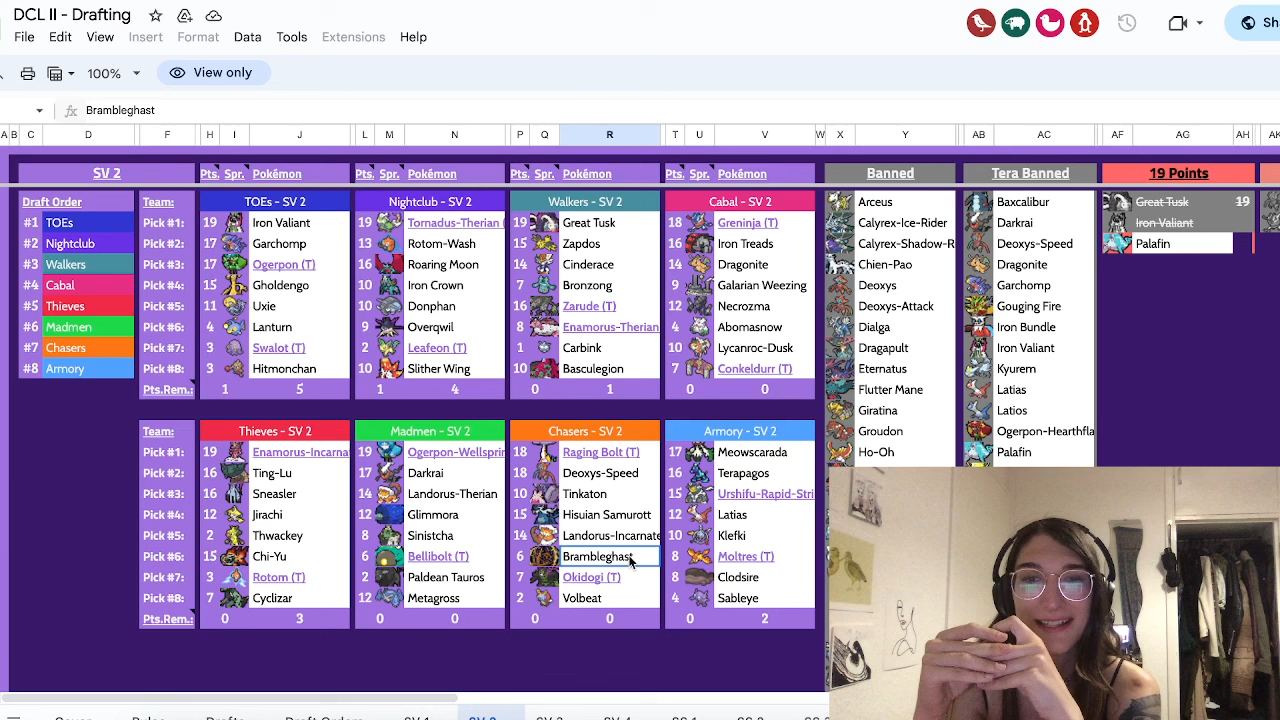 DCL II - Drafting
File Edit View Insert Format Data Tools Extensions Help
100% View only
Brambleghast
A B C D F H I J L M N P Q R T U V W X Y AB AC AF AG AH
SV 2 Pts. Spr. Pokémon Pts. Spr. Pokémon Pts. Spr. Pokémon Pts. Spr. Pokémon Banned Tera Banned 19 Points
Draft Order Team: TOEs - SV 2 Nightclub - SV 2 Walkers - SV 2 Cabal - SV 2 Arceus Baxcalibur Great Tusk 19
#1 TOEs Pick #1: 19 Iron Valiant 19 Tornadus-Therian ( 19 Great Tusk 18 Greninja (T) Calyrex-Ice-Rider Darkrai Iron Valiant
#2 Nightclub Pick #2: 17 Garchomp 13 Rotom-Wash 15 Zapdos 16 Iron Treads Calyrex-Shadow-R Deoxys-Speed Palafin
#3 Walkers Pick #3: 17 Ogerpon (T) 16 Roaring Moon 14 Cinderace 14 Dragonite Chien-Pao Dragonite
#4 Cabal Pick #4: 15 Gholdengo 10 Iron Crown 7 Bronzong 9 Galarian Weezing Deoxys Garchomp
#5 Thieves Pick #5: 11 Uxie 10 Donphan 16 Zarude (T) 12 Necrozma Deoxys-Attack Gouging Fire
#6 Madmen Pick #6: 4 Lanturn 9 Overqwil 8 Enamorus-Therian 4 Abomasnow Dialga Iron Bundle
#7 Chasers Pick #7: 3 Swalot (T) 2 Leafeon (T) 1 Carbink 10 Lycanroc-Dusk Dragapult Iron Valiant
#8 Armory Pick #8: 3 Hitmonchan 10 Slither Wing 10 Basculegion 7 Conkeldurr (T) Eternatus Kyurem
Pts.Rem.: 1 5 1 4 0 1 0 0 Flutter Mane Latias
Giratina Latios
Team: Thieves - SV 2 Madmen - SV 2 Chasers - SV 2 Armory - SV 2 Groudon Ogerpon-Hearthfla
Pick #1: 19 Enamorus-Incarna 19 Ogerpon-Wellsprin 18 Raging Bolt (T) 17 Meowscarada Ho-Oh Palafin
Pick #2: 16 Ting-Lu 17 Darkrai 18 Deoxys-Speed 16 Terapagos
Pick #3: 16 Sneasler 14 Landorus-Therian 10 Tinkaton 15 Urshifu-Rapid-Stri
Pick #4: 12 Jirachi 12 Glimmora 15 Hisuian Samurott 12 Latias
Pick #5: 2 Thwackey 8 Sinistcha 14 Landorus-Incarnate 10 Klefki
Pick #6: 15 Chi-Yu 6 Bellibolt (T) 6 Brambleghast 8 Moltres (T)
Pick #7: 3 Rotom (T) 2 Paldean Tauros 7 Okidogi (T) 8 Clodsire
Pick #8: 7 Cyclizar 12 Metagross 2 Volbeat 4 Sableye
Pts.Rem.: 0 3 0 0 0 0 0 2